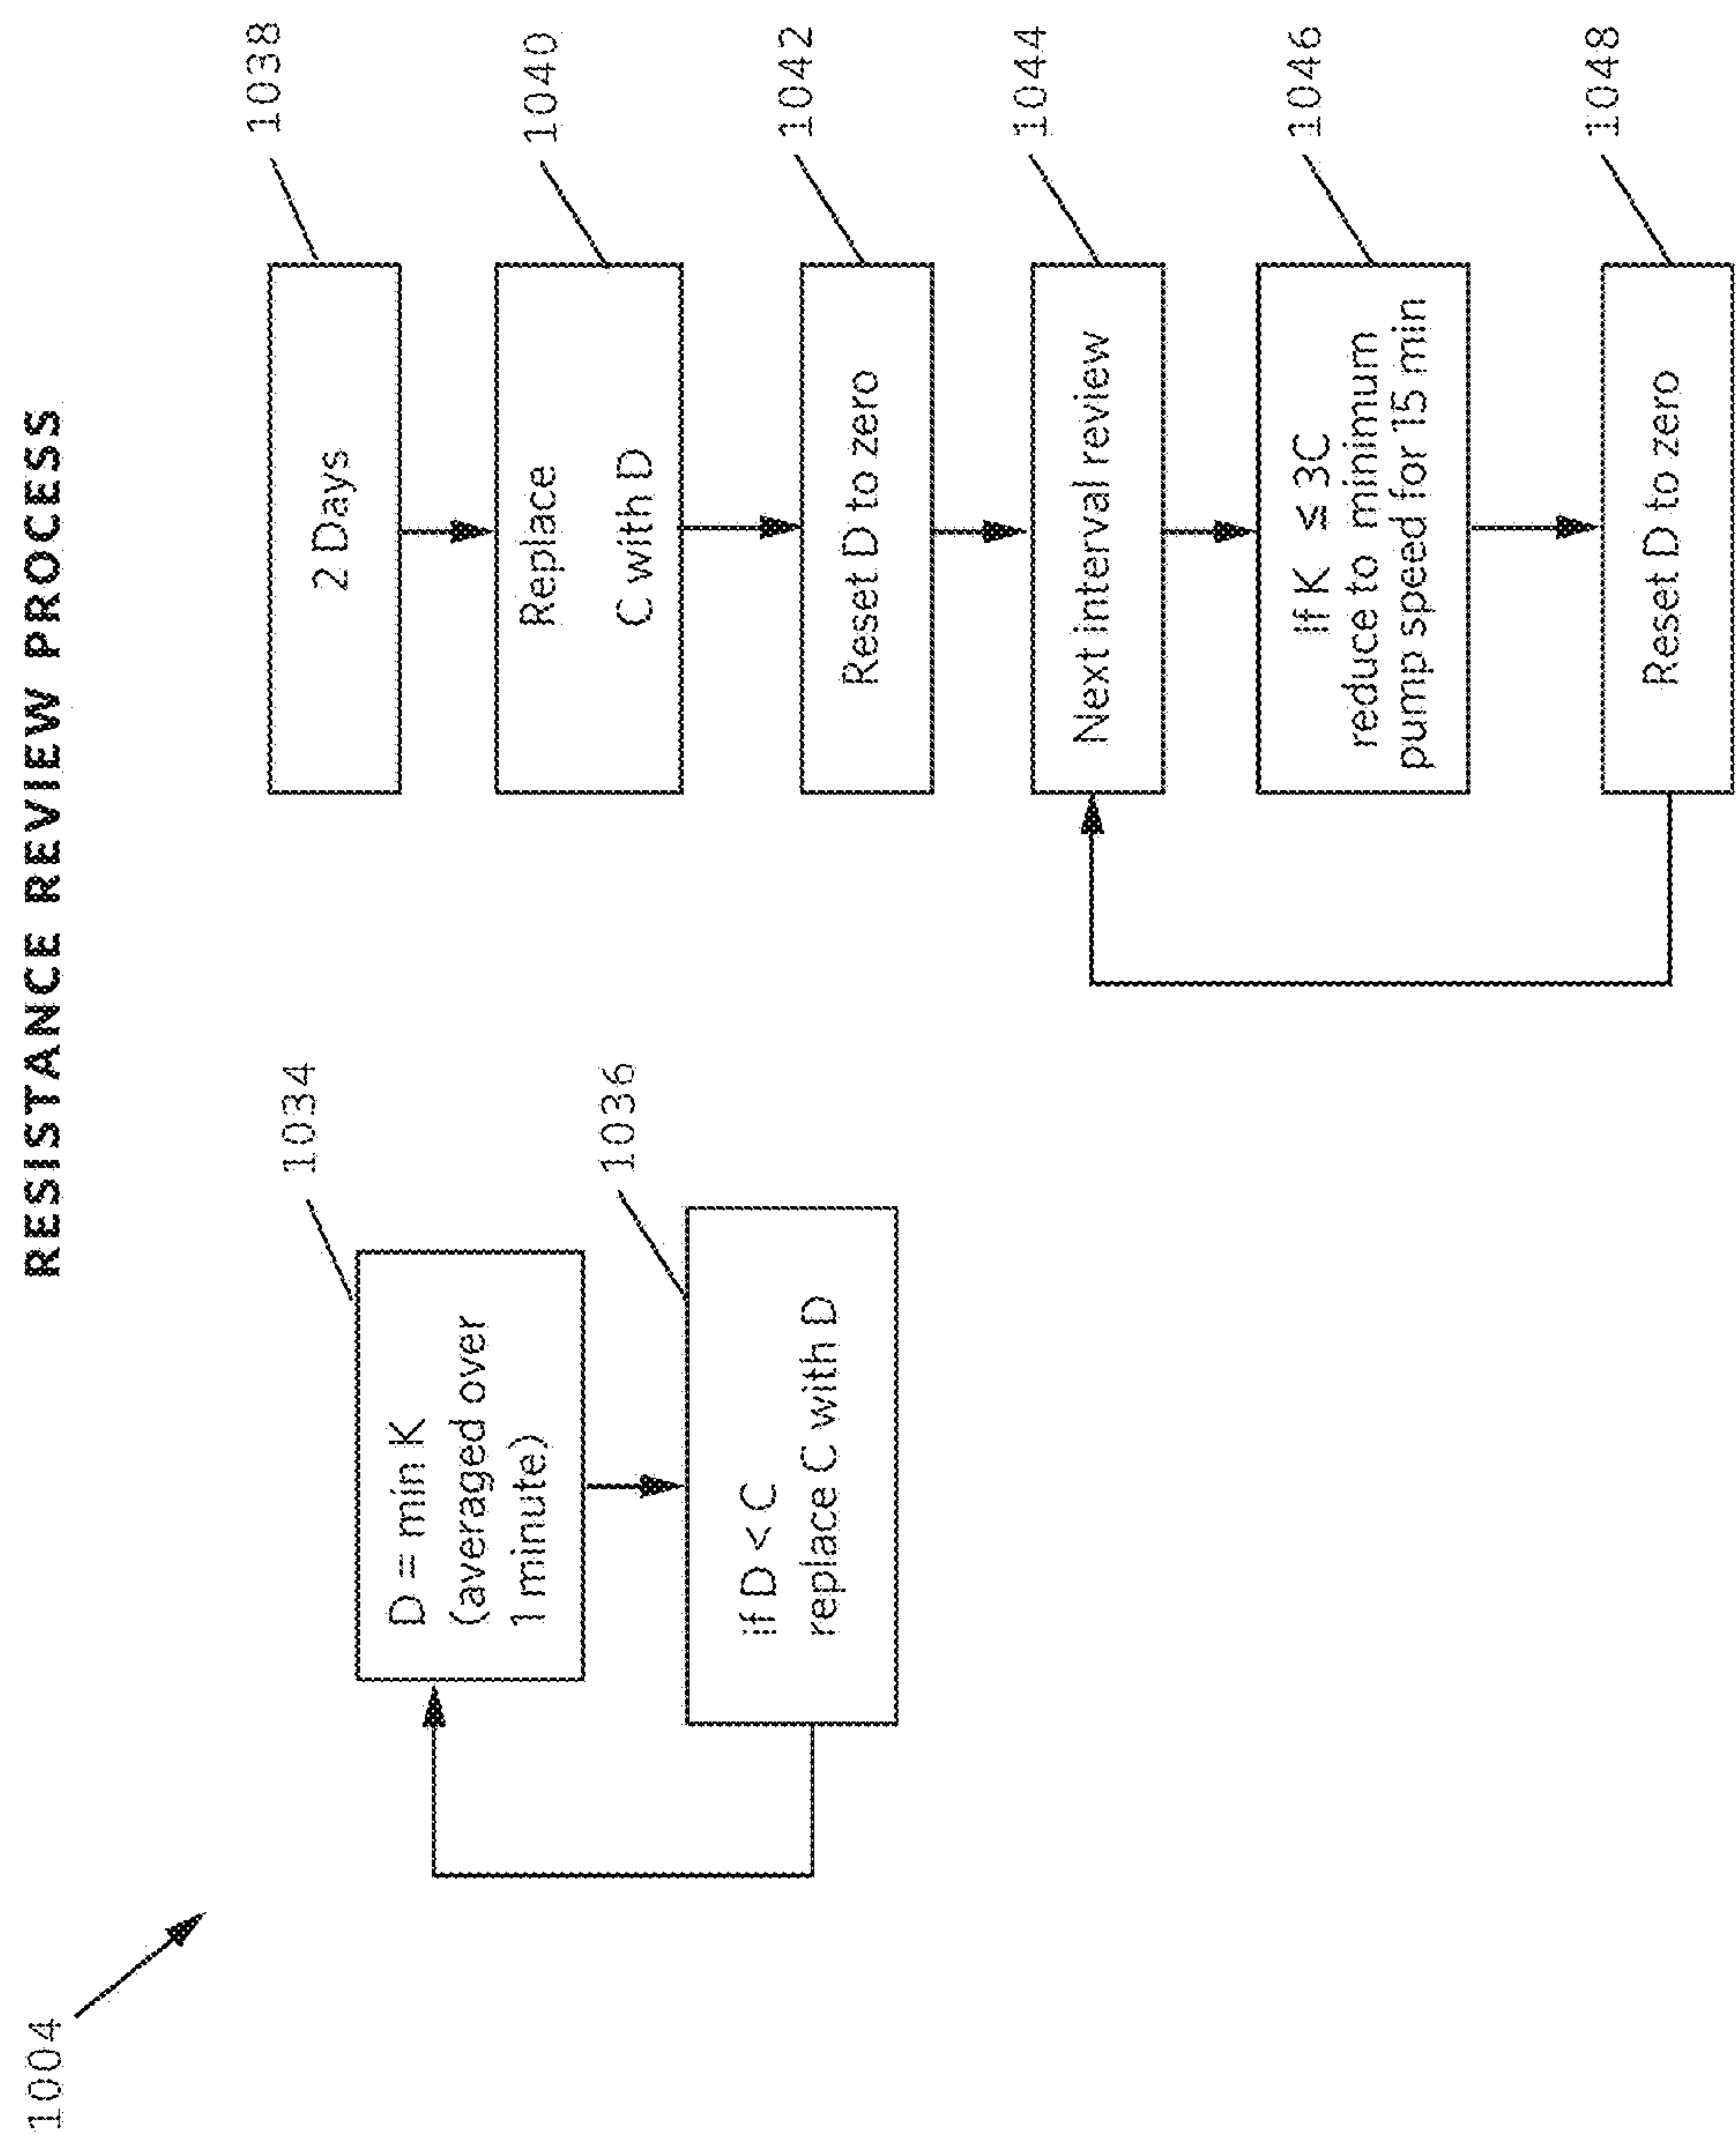 RESISTANCE REVIEW PROCESS
1004
1034
D = min K
(averaged over
1 minute)
1036
if D < C
replace C with D
1038
2 Days
1040
Replace
C with D
1042
Reset D to zero
1044
Next interval review
1046
If K ≤ 3C
reduce to minimum
pump speed for 15 min
1048
Reset D to zero